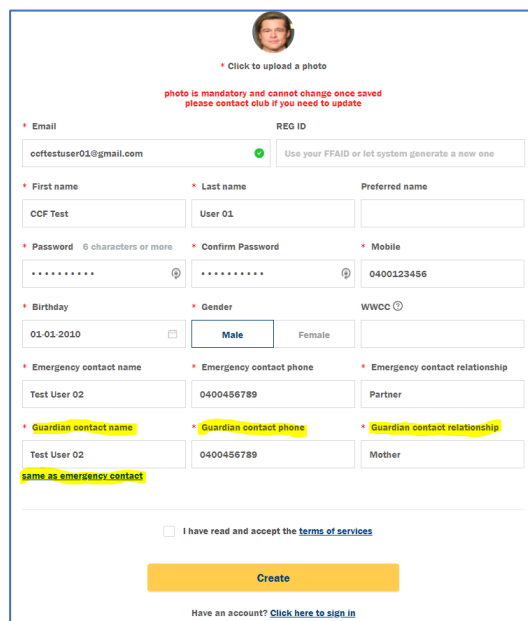 * Click to upload a photo
photo is mandatory and cannot change once saved
please contact club if you need to update
* Email REG ID
ccftestuser01@gmail.com Use your FFAID or let system generate a new one
* First name * Last name Preferred name
CCF Test User 01
* Password 6 characters or more * Confirm Password * Mobile
•••••••••• •••••••••• 0400123456
* Birthday * Gender WWCC ?
01-01-2010 Male Female
* Emergency contact name * Emergency contact phone * Emergency contact relationship
Test User 02 0400456789 Partner
* Guardian contact name * Guardian contact phone * Guardian contact relationship
Test User 02 0400456789 Mother
same as emergency contact
I have read and accept the terms of services
Create
Have an account? Click here to sign in